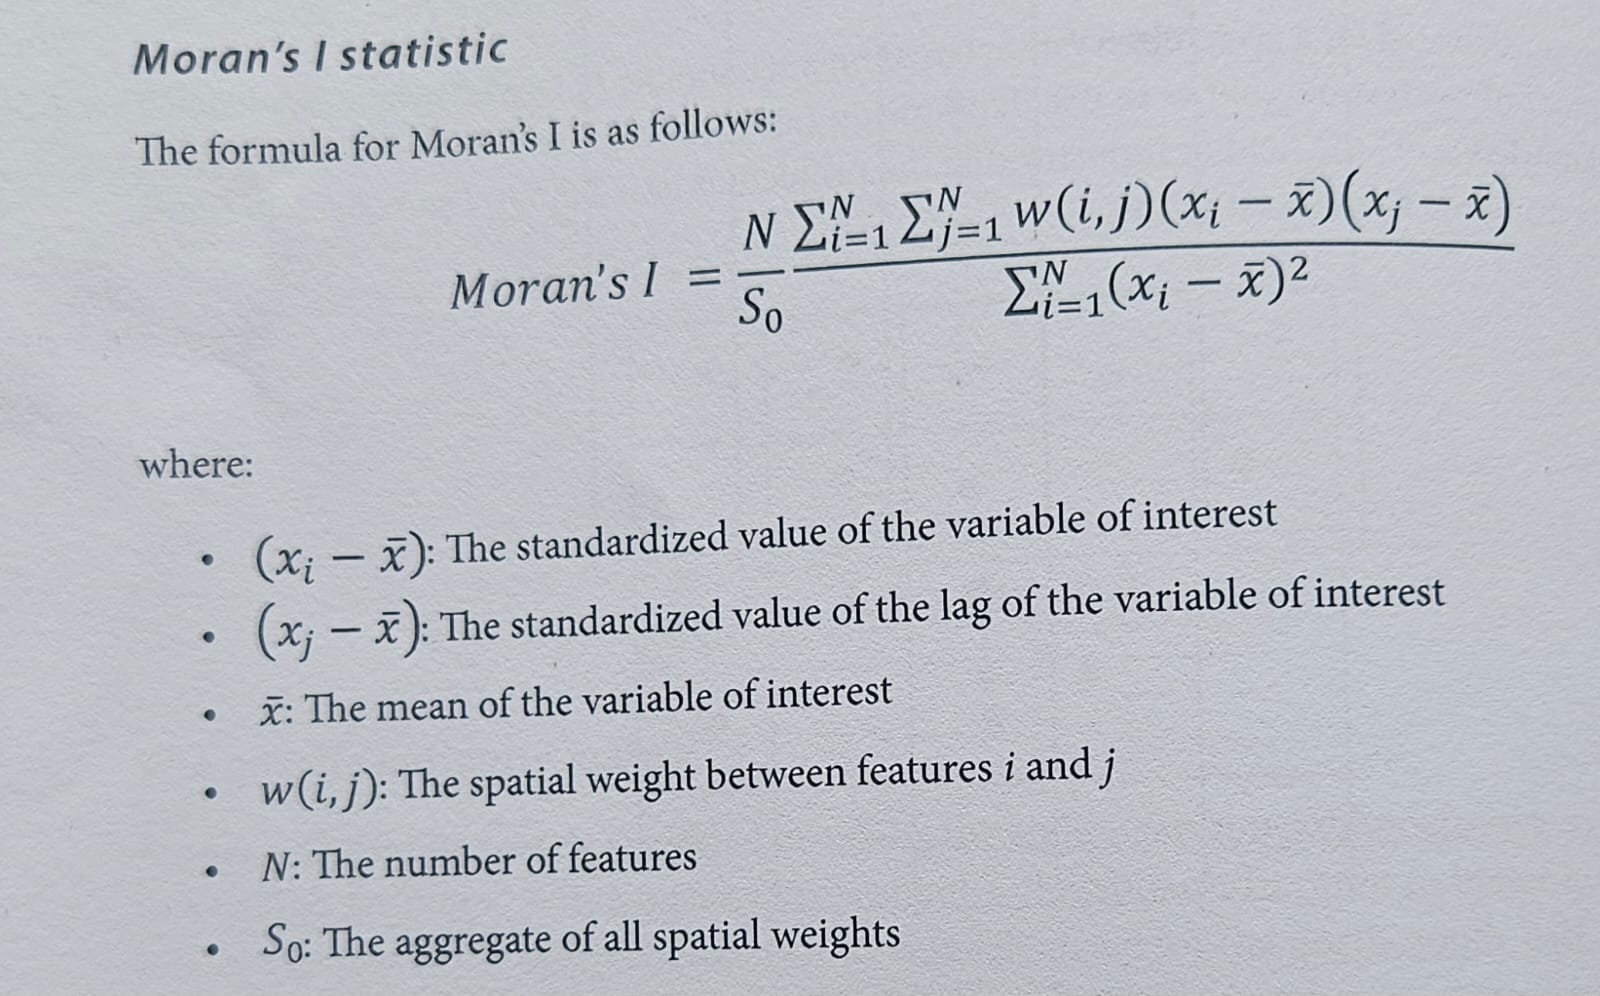 Moran's I statistic
The formula for Moran's I is as follows:
Moran's I = \frac{N}{S_0} \frac{\sum_{i=1}^{N} \sum_{j=1}^{N} w(i,j)(x_i - \bar{x})(x_j - \bar{x})}{\sum_{i=1}^{N} (x_i - \bar{x})^2}
where:
• (x_i − x̄): The standardized value of the variable of interest
• (x_j − x̄): The standardized value of the lag of the variable of interest
• x̄: The mean of the variable of interest
• w(i,j): The spatial weight between features i and j
• N: The number of features
• S_0: The aggregate of all spatial weights